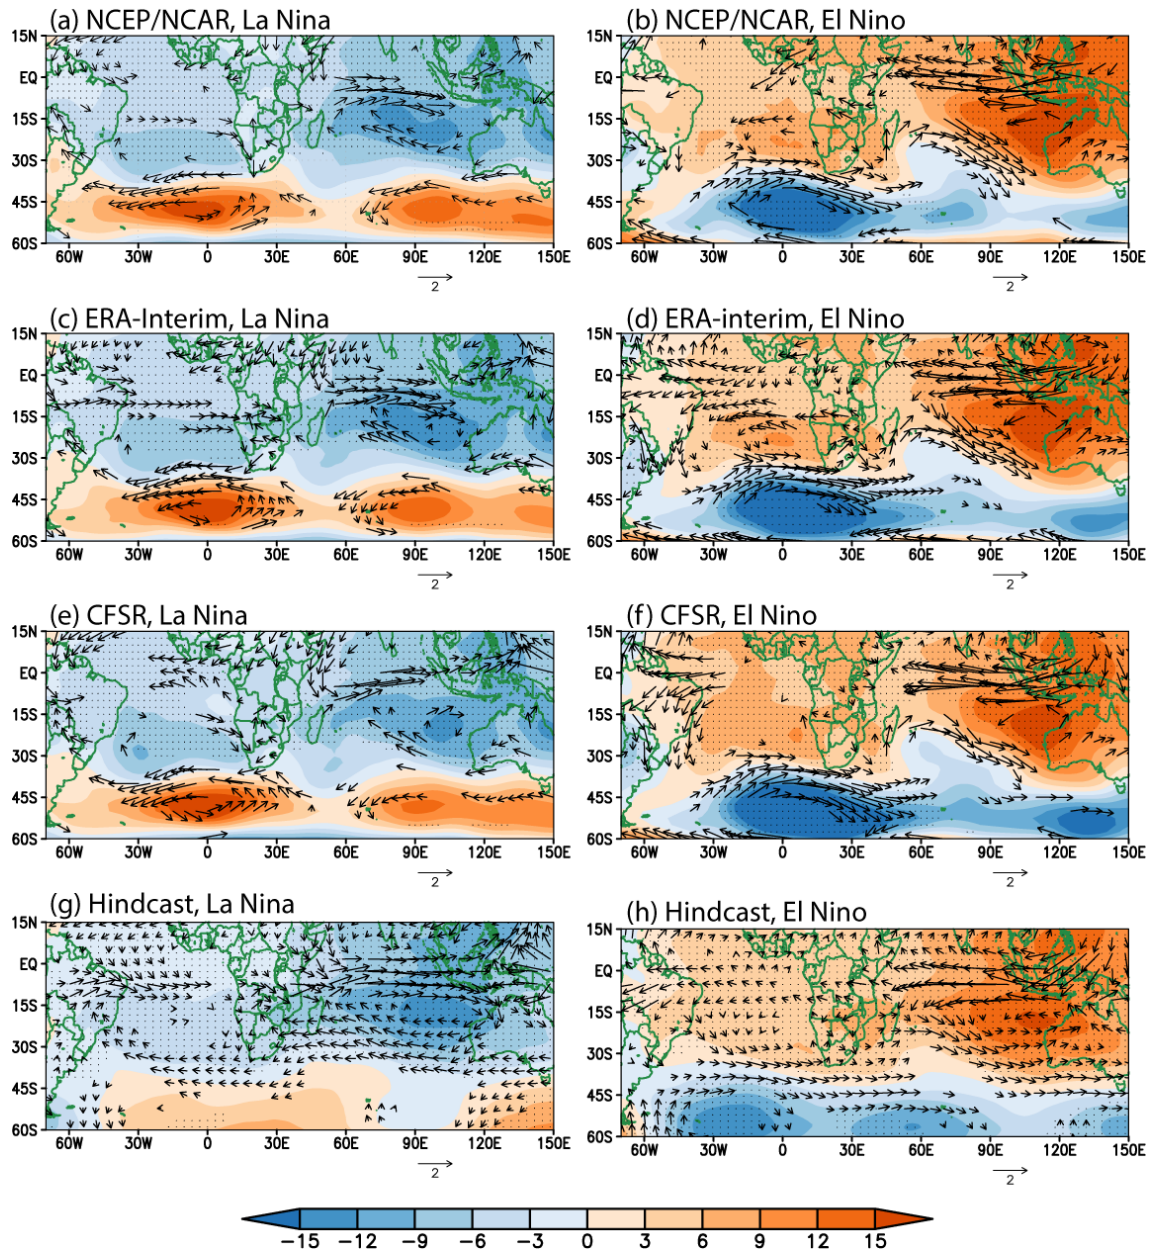 (a) NCEP/NCAR, La Nina
(b) NCEP/NCAR, El Nino
15N
EQ
15S
30S
45S
60S
60W 30W 0 30E 60E 90E 120E 150E
2
15N
EQ
15S
30S
45S
60S
60W 30W 0 30E 60E 90E 120E 150E
2
(c) ERA-Interim, La Nina
(d) ERA-interim, El Nino
15N
EQ
15S
30S
45S
60S
60W 30W 0 30E 60E 90E 120E 150E
2
15N
EQ
15S
30S
45S
60S
60W 30W 0 30E 60E 90E 120E 150E
2
(e) CFSR, La Nina
(f) CFSR, El Nino
15N
EQ
15S
30S
45S
60S
60W 30W 0 30E 60E 90E 120E 150E
2
15N
EQ
15S
30S
45S
60S
60W 30W 0 30E 60E 90E 120E 150E
2
(g) Hindcast, La Nina
(h) Hindcast, El Nino
15N
EQ
15S
30S
45S
60S
60W 30W 0 30E 60E 90E 120E 150E
2
15N
EQ
15S
30S
45S
60S
60W 30W 0 30E 60E 90E 120E 150E
2
−15 −12 −9 −6 −3 0 3 6 9 12 15